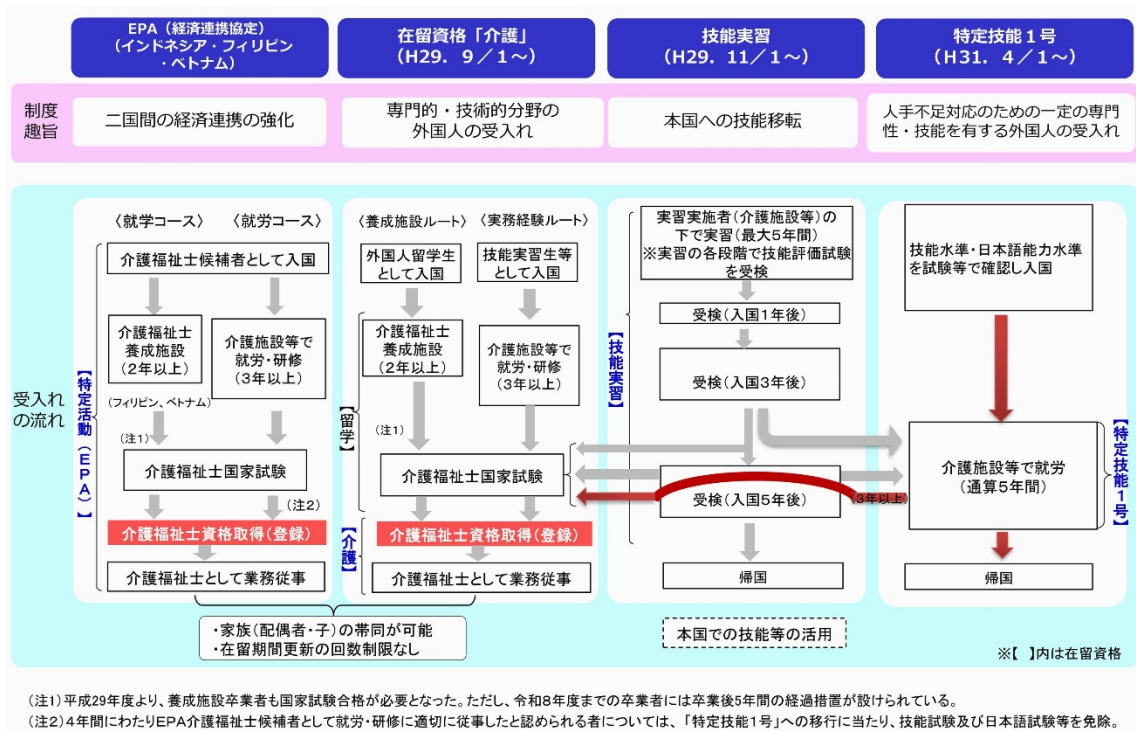 EPA（経済連携協定）
（インドネシア・フィリピン
・ベトナム）
在留資格「介護」
（H29．9／1～）
技能実習
（H29．11／1～）
特定技能１号
（H31．4／1～）
制度
趣旨
二国間の経済連携の強化
専門的・技術的分野の
外国人の受入れ
本国への技能移転
人手不足対応のための一定の専門
性・技能を有する外国人の受入れ
受入れ
の流れ
【特定活動（EPA）】
〈就学コース〉
〈就労コース〉
介護福祉士候補者として入国
介護福祉士
養成施設
（2年以上）
介護施設等で
就労・研修
（3年以上）
（フィリピン、ベトナム）
（注1）
介護福祉士国家試験
（注2）
介護福祉士資格取得（登録）
介護福祉士として業務従事
〈養成施設ルート〉
〈実務経験ルート〉
外国人留学生
として入国
技能実習生等
として入国
【留学】
介護福祉士
養成施設
（2年以上）
介護施設等で
就労・研修
（3年以上）
（注1）
介護福祉士国家試験
【介護】
介護福祉士資格取得（登録）
介護福祉士として業務従事
・家族（配偶者・子）の帯同が可能
・在留期間更新の回数制限なし
【技能実習】
実習実施者（介護施設等）の
下で実習（最大5年間）
※実習の各段階で技能評価試験
を受検
受検（入国1年後）
受検（入国3年後）
受検（入国5年後）
（3年以上）
帰国
本国での技能等の活用
技能水準・日本語能力水準
を試験等で確認し入国
介護施設等で就労
（通算5年間）
【特定技能１号】
帰国
※【　】内は在留資格
（注1）平成29年度より、養成施設卒業者も国家試験合格が必要となった。ただし、令和8年度までの卒業者には卒業後5年間の経過措置が設けられている。
（注2）4年間にわたりEPA介護福祉士候補者として就労・研修に適切に従事したと認められる者については、「特定技能1号」への移行に当たり、技能試験及び日本語試験等を免除。